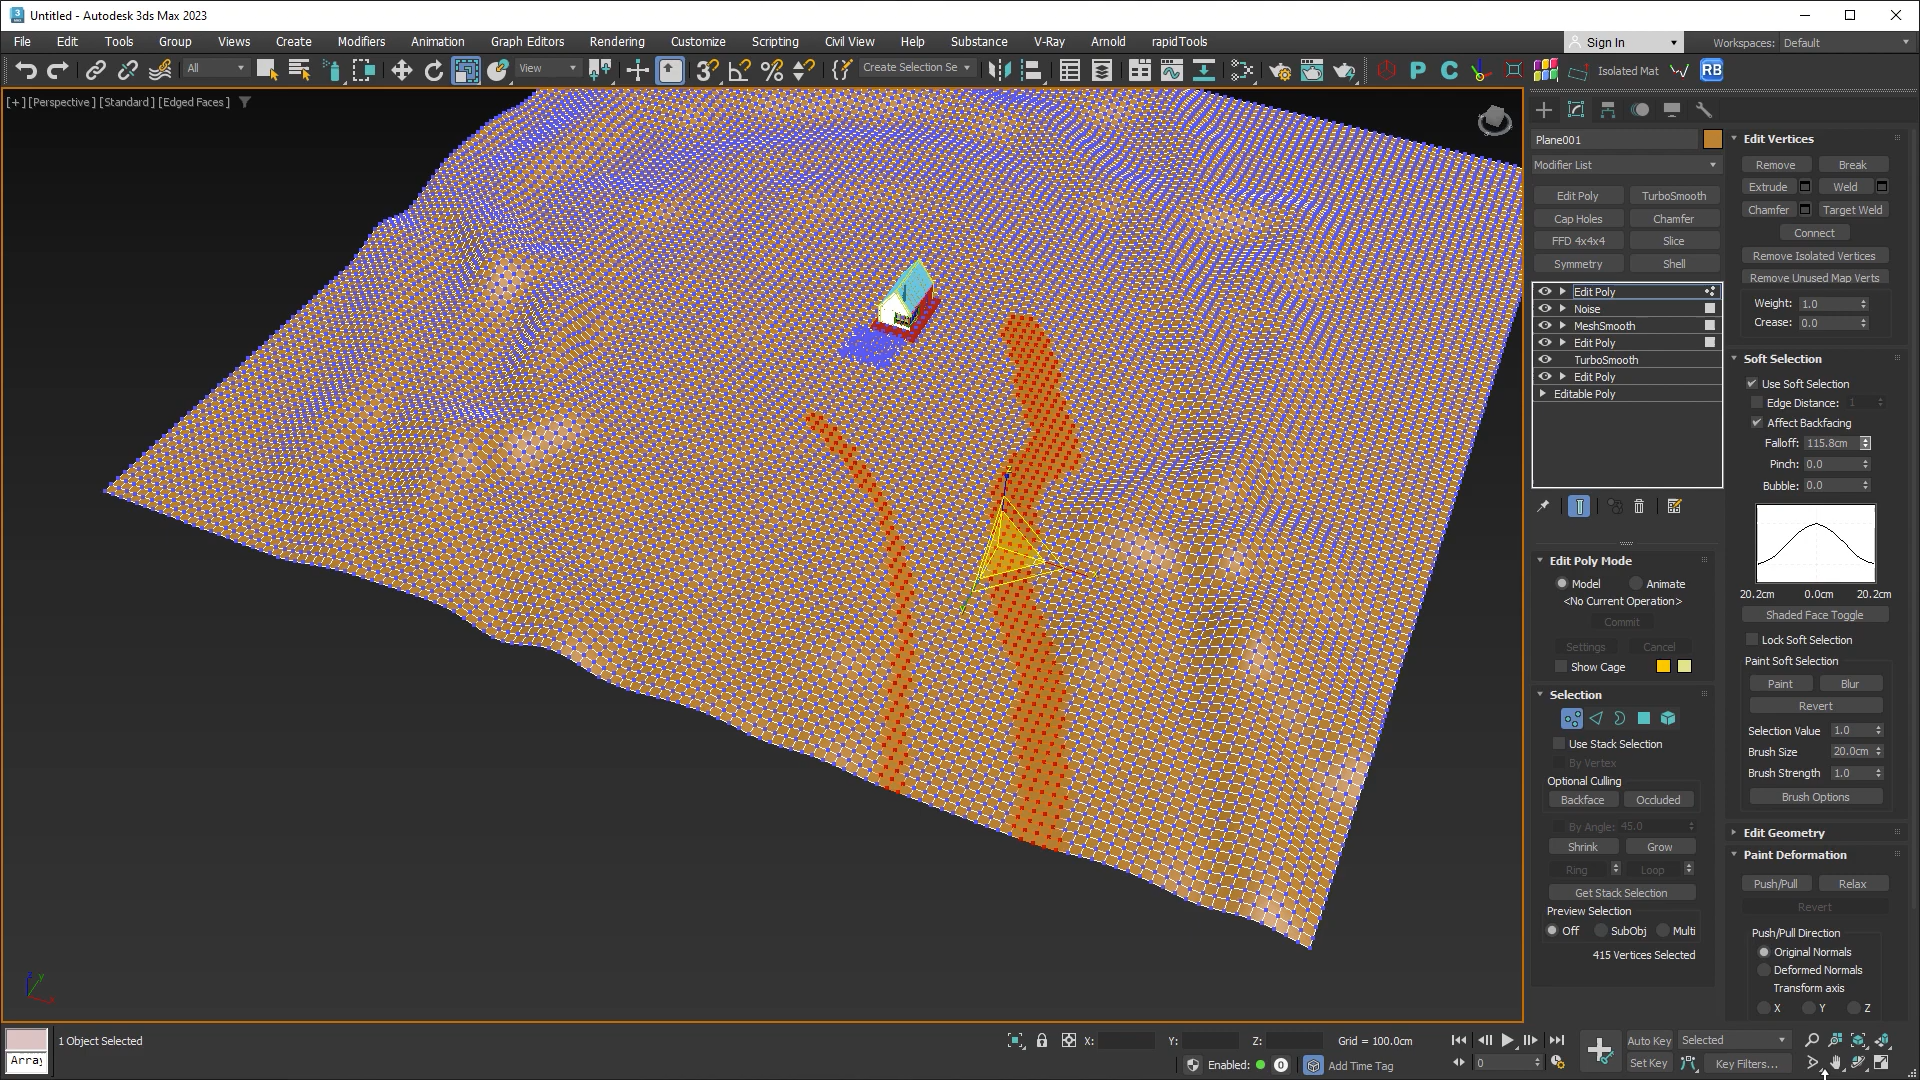 Untitled - Autodesk 3ds Max 2023
File Edit Tools Group Views Create Modifiers Animation Graph Editors Rendering Customize Scripting Civil View Help Substance V-Ray Arnold rapidTools
Sign In
Workspaces: Default
All
View
Create Selection Se
Isolated Mat
RB
[+] [Perspective] [Standard] [Edged Faces]
Plane001
Modifier List
Edit Poly TurboSmooth
Cap Holes Chamfer
FFD 4x4x4 Slice
Symmetry Shell
Edit Poly
Noise
MeshSmooth
Edit Poly
TurboSmooth
Edit Poly
Editable Poly
Edit Poly Mode
Model Animate
<No Current Operation>
Commit
Settings Cancel
Show Cage
Selection
Use Stack Selection
By Vertex
Optional Culling
Backface Occluded
By Angle: 45.0
Shrink Grow
Ring Loop
Get Stack Selection
Preview Selection
Off SubObj Multi
415 Vertices Selected
Edit Vertices
Remove Break
Extrude Weld
Chamfer Target Weld
Connect
Remove Isolated Vertices
Remove Unused Map Verts
Weight: 1.0
Crease: 0.0
Soft Selection
Use Soft Selection
Edge Distance: 1
Affect Backfacing
Falloff: 115.8cm
Pinch: 0.0
Bubble: 0.0
20.2cm 0.0cm 20.2cm
Shaded Face Toggle
Lock Soft Selection
Paint Soft Selection
Paint Blur
Revert
Selection Value 1.0
Brush Size 20.0cm
Brush Strength 1.0
Brush Options
Edit Geometry
Paint Deformation
Push/Pull Relax
Revert
Push/Pull Direction
Original Normals
Deformed Normals
Transform axis
X Y Z
Array
1 Object Selected
X: Y: Z: Grid = 100.0cm
Enabled: 0 Add Time Tag
0
Auto Key Selected
Set Key Key Filters...